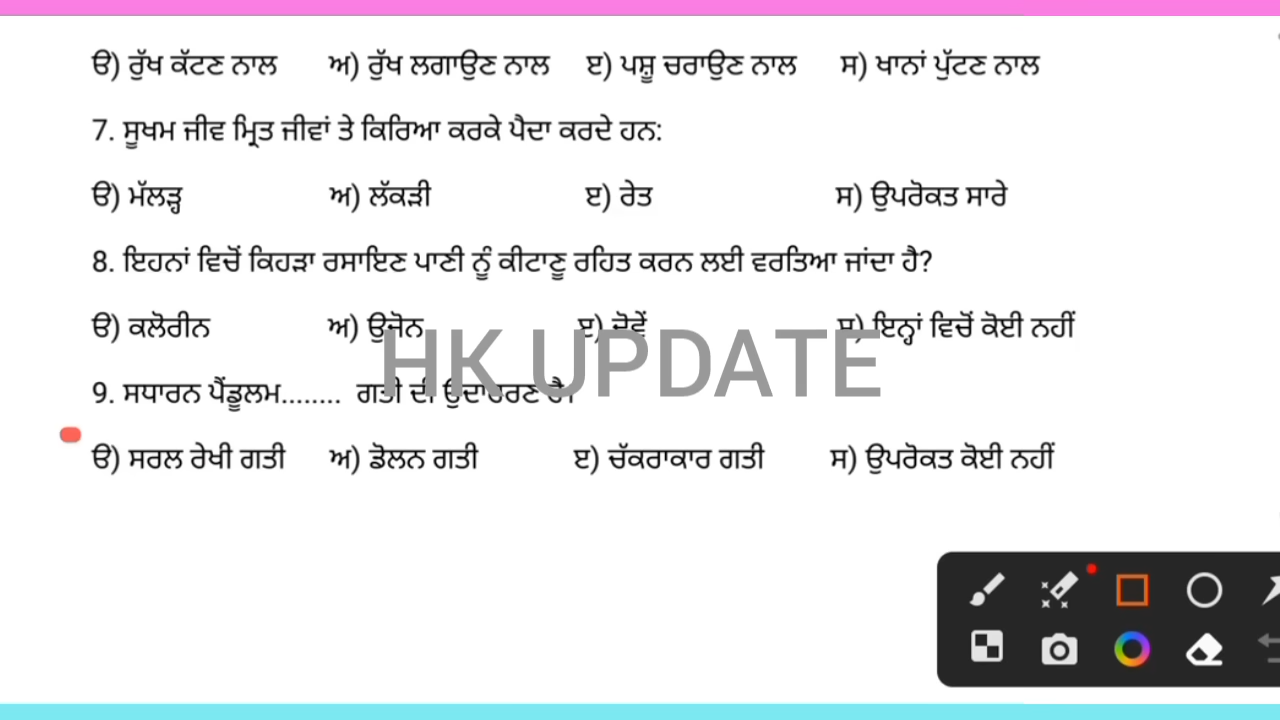 ੳ) ਰੁੱਖ ਕੱਟਣ ਨਾਲ ਅ) ਰੁੱਖ ਲਗਾਉਣ ਨਾਲ ੲ) ਪਸ਼ੂ ਚਰਾਉਣ ਨਾਲ ਸ) ਖਾਨਾਂ ਪੁੱਟਣ ਨਾਲ
7. ਸੂਖਮ ਜੀਵ ਮ੍ਰਿਤ ਜੀਵਾਂ ਤੇ ਕਿਰਿਆ ਕਰਕੇ ਪੈਦਾ ਕਰਦੇ ਹਨ:
ੳ) ਮੱਲੜ੍ਹ ਅ) ਲੱਕੜੀ ੲ) ਰੇਤ ਸ) ਉਪਰੋਕਤ ਸਾਰੇ
8. ਇਹਨਾਂ ਵਿਚੋਂ ਕਿਹੜਾ ਰਸਾਇਣ ਪਾਣੀ ਨੂੰ ਕੀਟਾਣੂ ਰਹਿਤ ਕਰਨ ਲਈ ਵਰਤਿਆ ਜਾਂਦਾ ਹੈ?
ੳ) ਕਲੋਰੀਨ ਅ) ਉਜੋਨ ੲ) ਦੋਵੇਂ ਸ) ਇਨ੍ਹਾਂ ਵਿਚੋਂ ਕੋਈ ਨਹੀਂ
HK UPDATE
9. ਸਧਾਰਨ ਪੈਂਡੂਲਮ........ ਗਤੀ ਦੀ ਉਦਾਹਰਣ ਹੈ।
ੳ) ਸਰਲ ਰੇਖੀ ਗਤੀ ਅ) ਡੋਲਨ ਗਤੀ ੲ) ਚੱਕਰਾਕਾਰ ਗਤੀ ਸ) ਉਪਰੋਕਤ ਕੋਈ ਨਹੀਂ